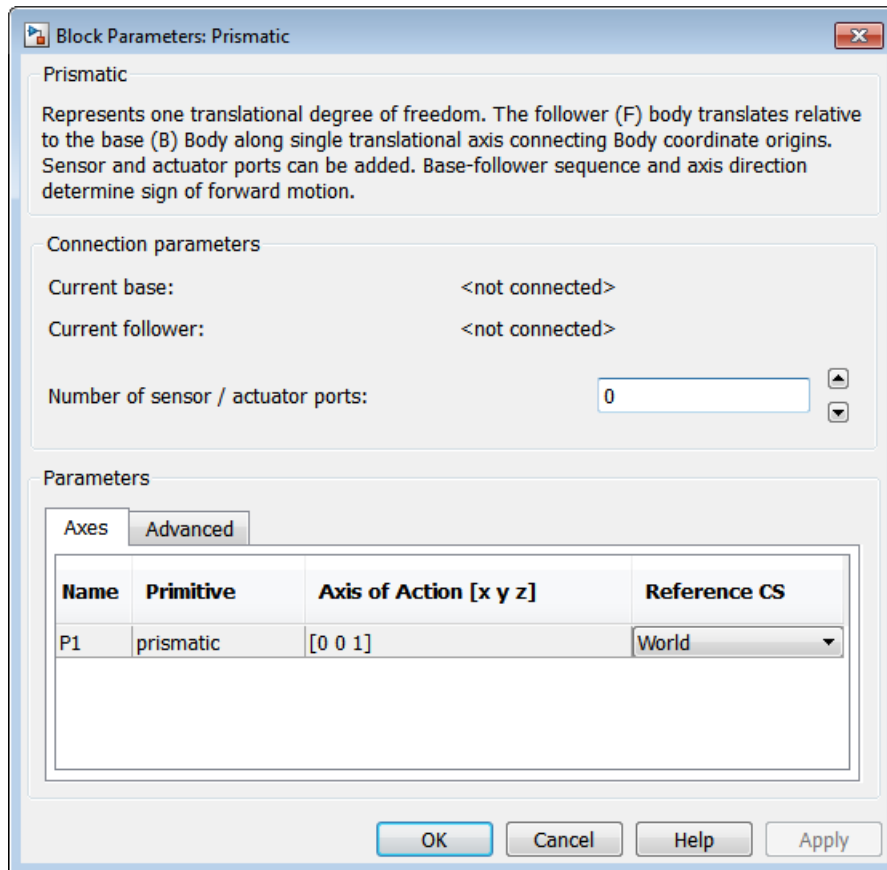 Block Parameters: Prismatic
Prismatic
Represents one translational degree of freedom. The follower (F) body translates relative
to the base (B) Body along single translational axis connecting Body coordinate origins.
Sensor and actuator ports can be added. Base-follower sequence and axis direction
determine sign of forward motion.
Connection parameters
Current base: <not connected>
Current follower: <not connected>
Number of sensor / actuator ports: 0
Parameters
Axes Advanced
Name Primitive Axis of Action [x y z] Reference CS
P1 prismatic [0 0 1] World
OK Cancel Help Apply